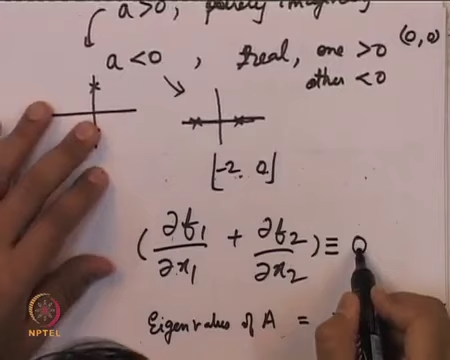 a > 0, purely imaginary
a < 0 , real, one > 0 (0, 0)
other < 0
[-2. 0]
( ∂f₁/∂x₁ + ∂f₂/∂x₂ ) ≡ 0
Eigenvalues of A =
NPTEL